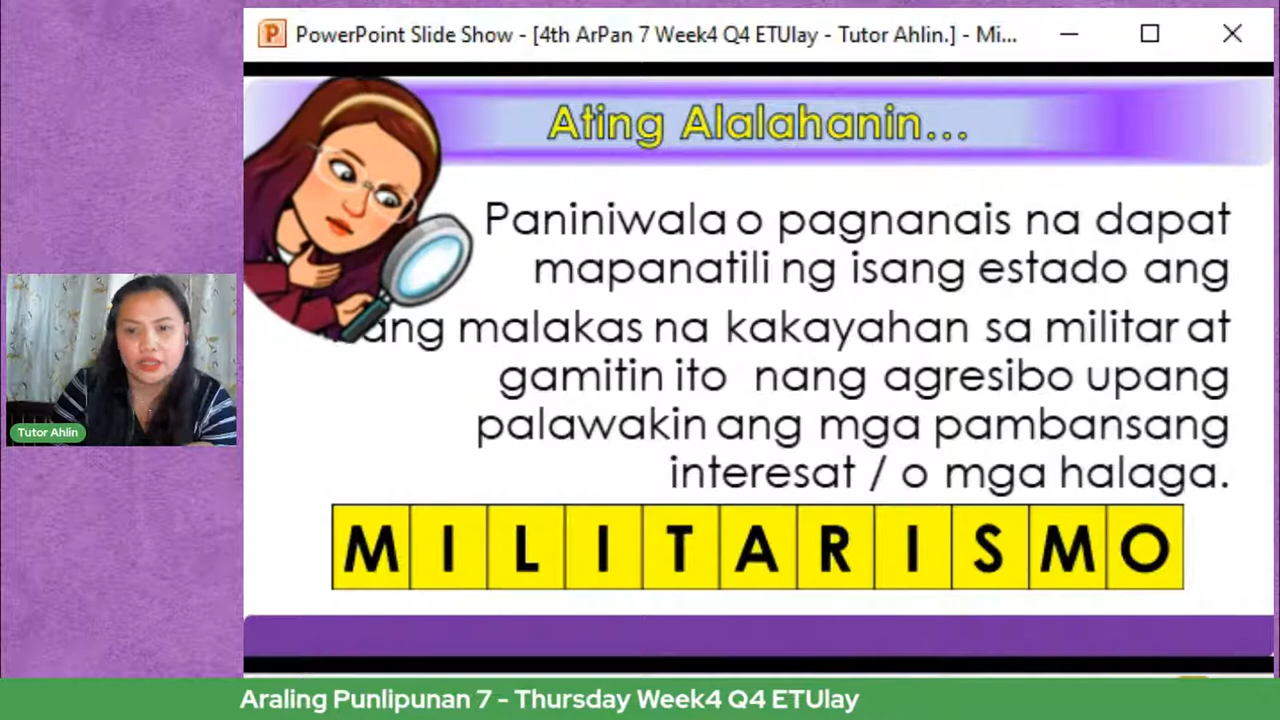 PowerPoint Slide Show - [4th ArPan 7 Week4 Q4 ETUlay - Tutor Ahlin.] - Mi...
Ating Alalahanin...
Paniniwala o pagnanais na dapat
mapanatili ng isang estado ang
ang malakas na kakayahan sa militar at
gamitin ito nang agresibo upang
palawakin ang mga pambansang
interesat / o mga halaga.
MILITARISMO
Tutor Ahlin
Araling Punlipunan 7 - Thursday Week4 Q4 ETUlay